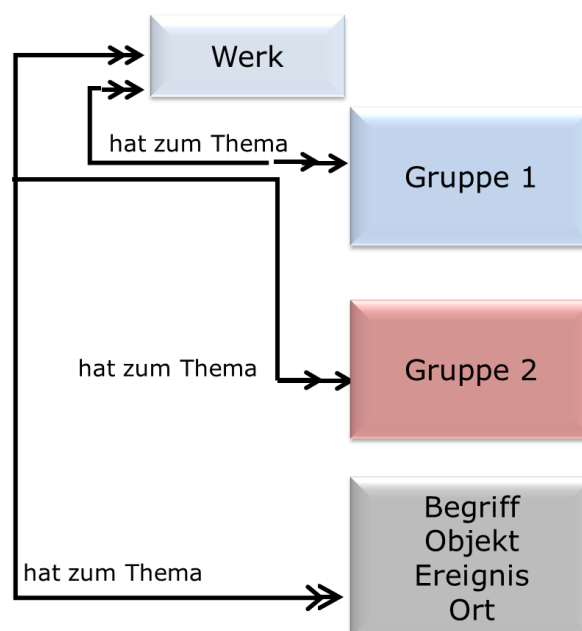 Werk
hat zum Thema
Gruppe 1
hat zum Thema
Gruppe 2
Begriff
Objekt
Ereignis
Ort
hat zum Thema